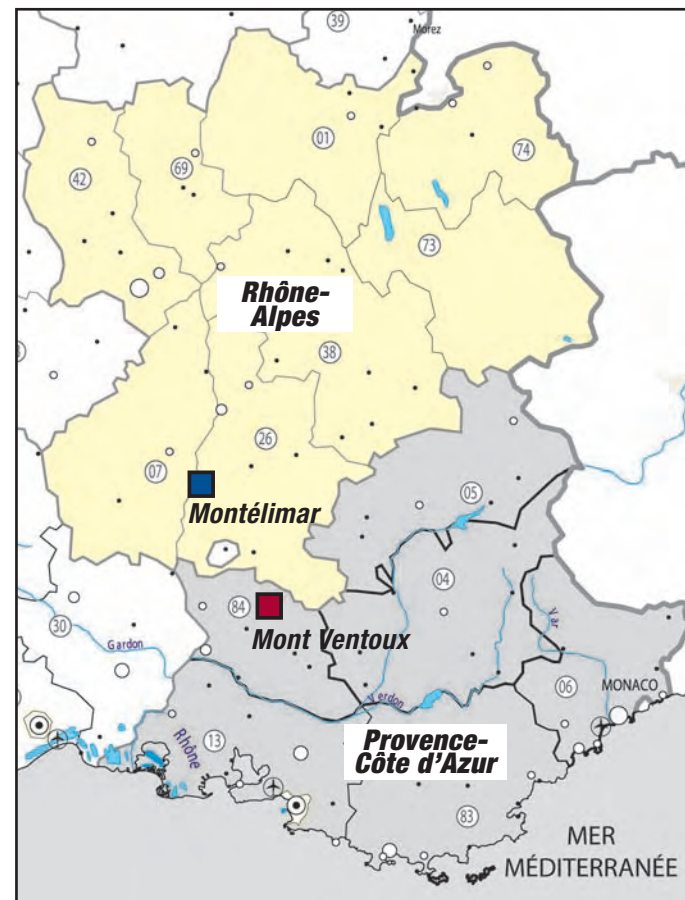 39
Morez
01
74
69
42
73
Rhône-
Alpes
38
26
07
Montélimar
05
04
84
30
Mont Ventoux
Gardon
Var
Verdon
06
MONACO
Rhône
13
Provence-
Côte d'Azur
83
MER
MÉDITERRANÉE